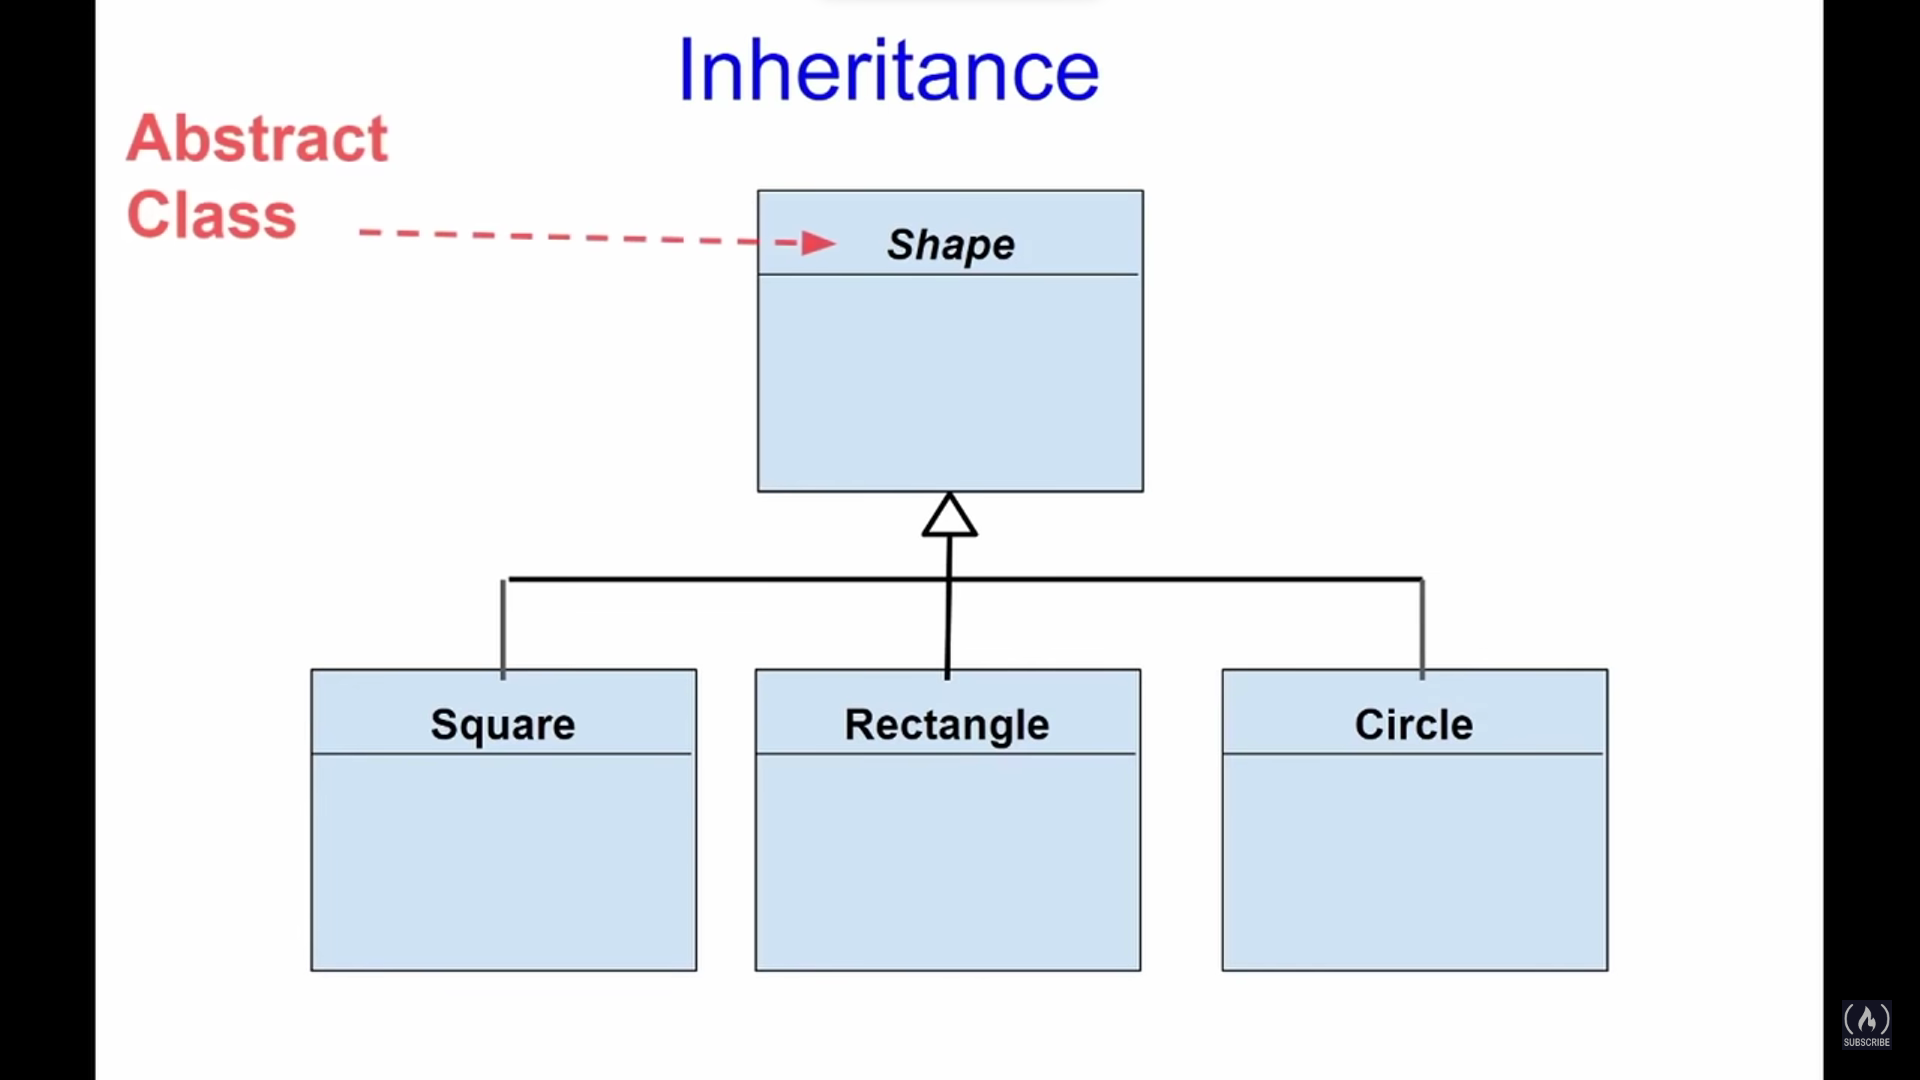 Inheritance
Abstract
Class
Shape
Square
Rectangle
Circle
SUBSCRIBE